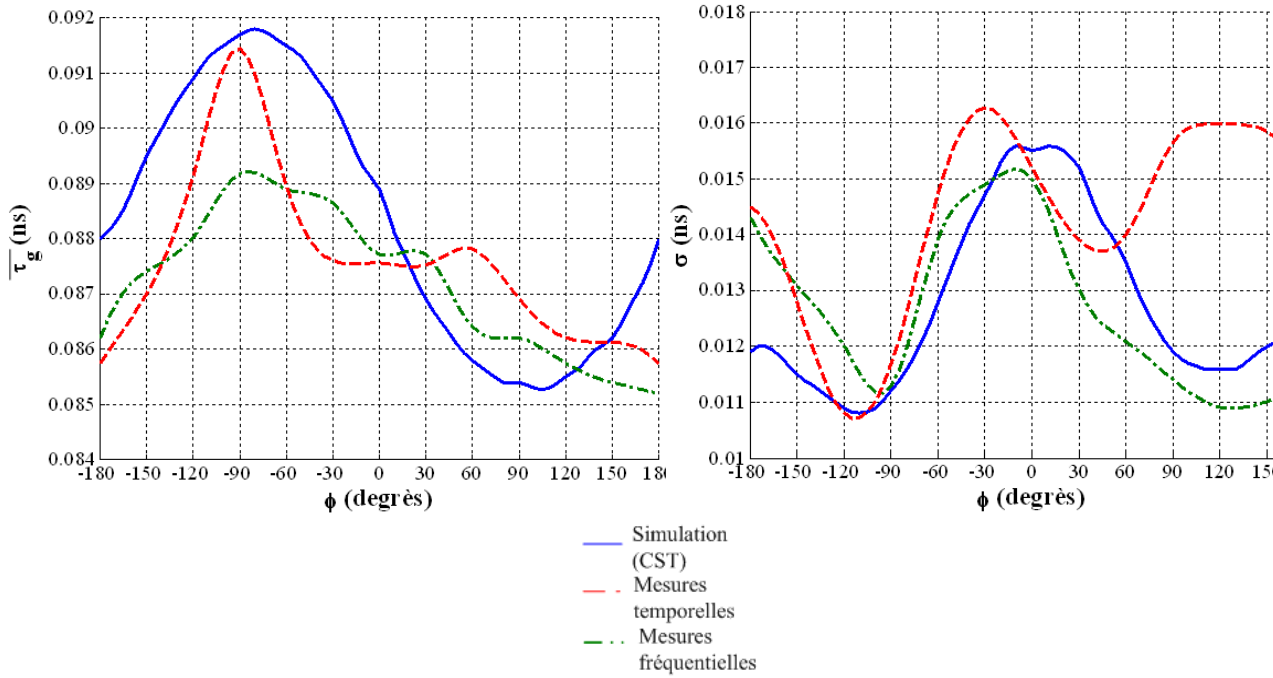 0.092
0.091
0.09
0.089
0.088
0.087
0.086
0.085
0.084
τg (ns)
-180 -150 -120 -90 -60 -30 0 30 60 90 120 150 18
ϕ (degrès)
0.018
0.017
0.016
0.015
0.014
0.013
0.012
0.011
0.01
σ (ns)
-180 -150 -120 -90 -60 -30 0 30 60 90 120 15
ϕ (degrès)
Simulation
(CST)
Mesures
temporelles
Mesures
fréquentielles